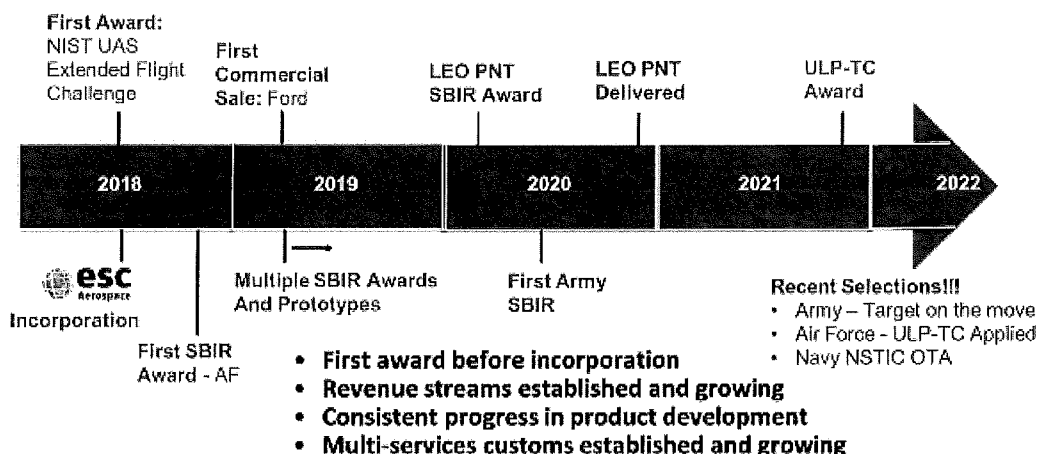 First Award:
NIST UAS
Extended Flight
Challenge
First
Commercial
Sale: Ford
LEO PNT
SBIR Award
LEO PNT
Delivered
ULP-TC
Award
2018
2019
2020
2021
2022
esc
Aerospace
Incorporation
First SBIR
Award - AF
Multiple SBIR Awards
And Prototypes
First Army
SBIR
Recent Selections!!!
• Army – Target on the move
• Air Force - ULP-TC Applied
• Navy NSTIC OTA
• First award before incorporation
• Revenue streams established and growing
• Consistent progress in product development
• Multi-services customs established and growing